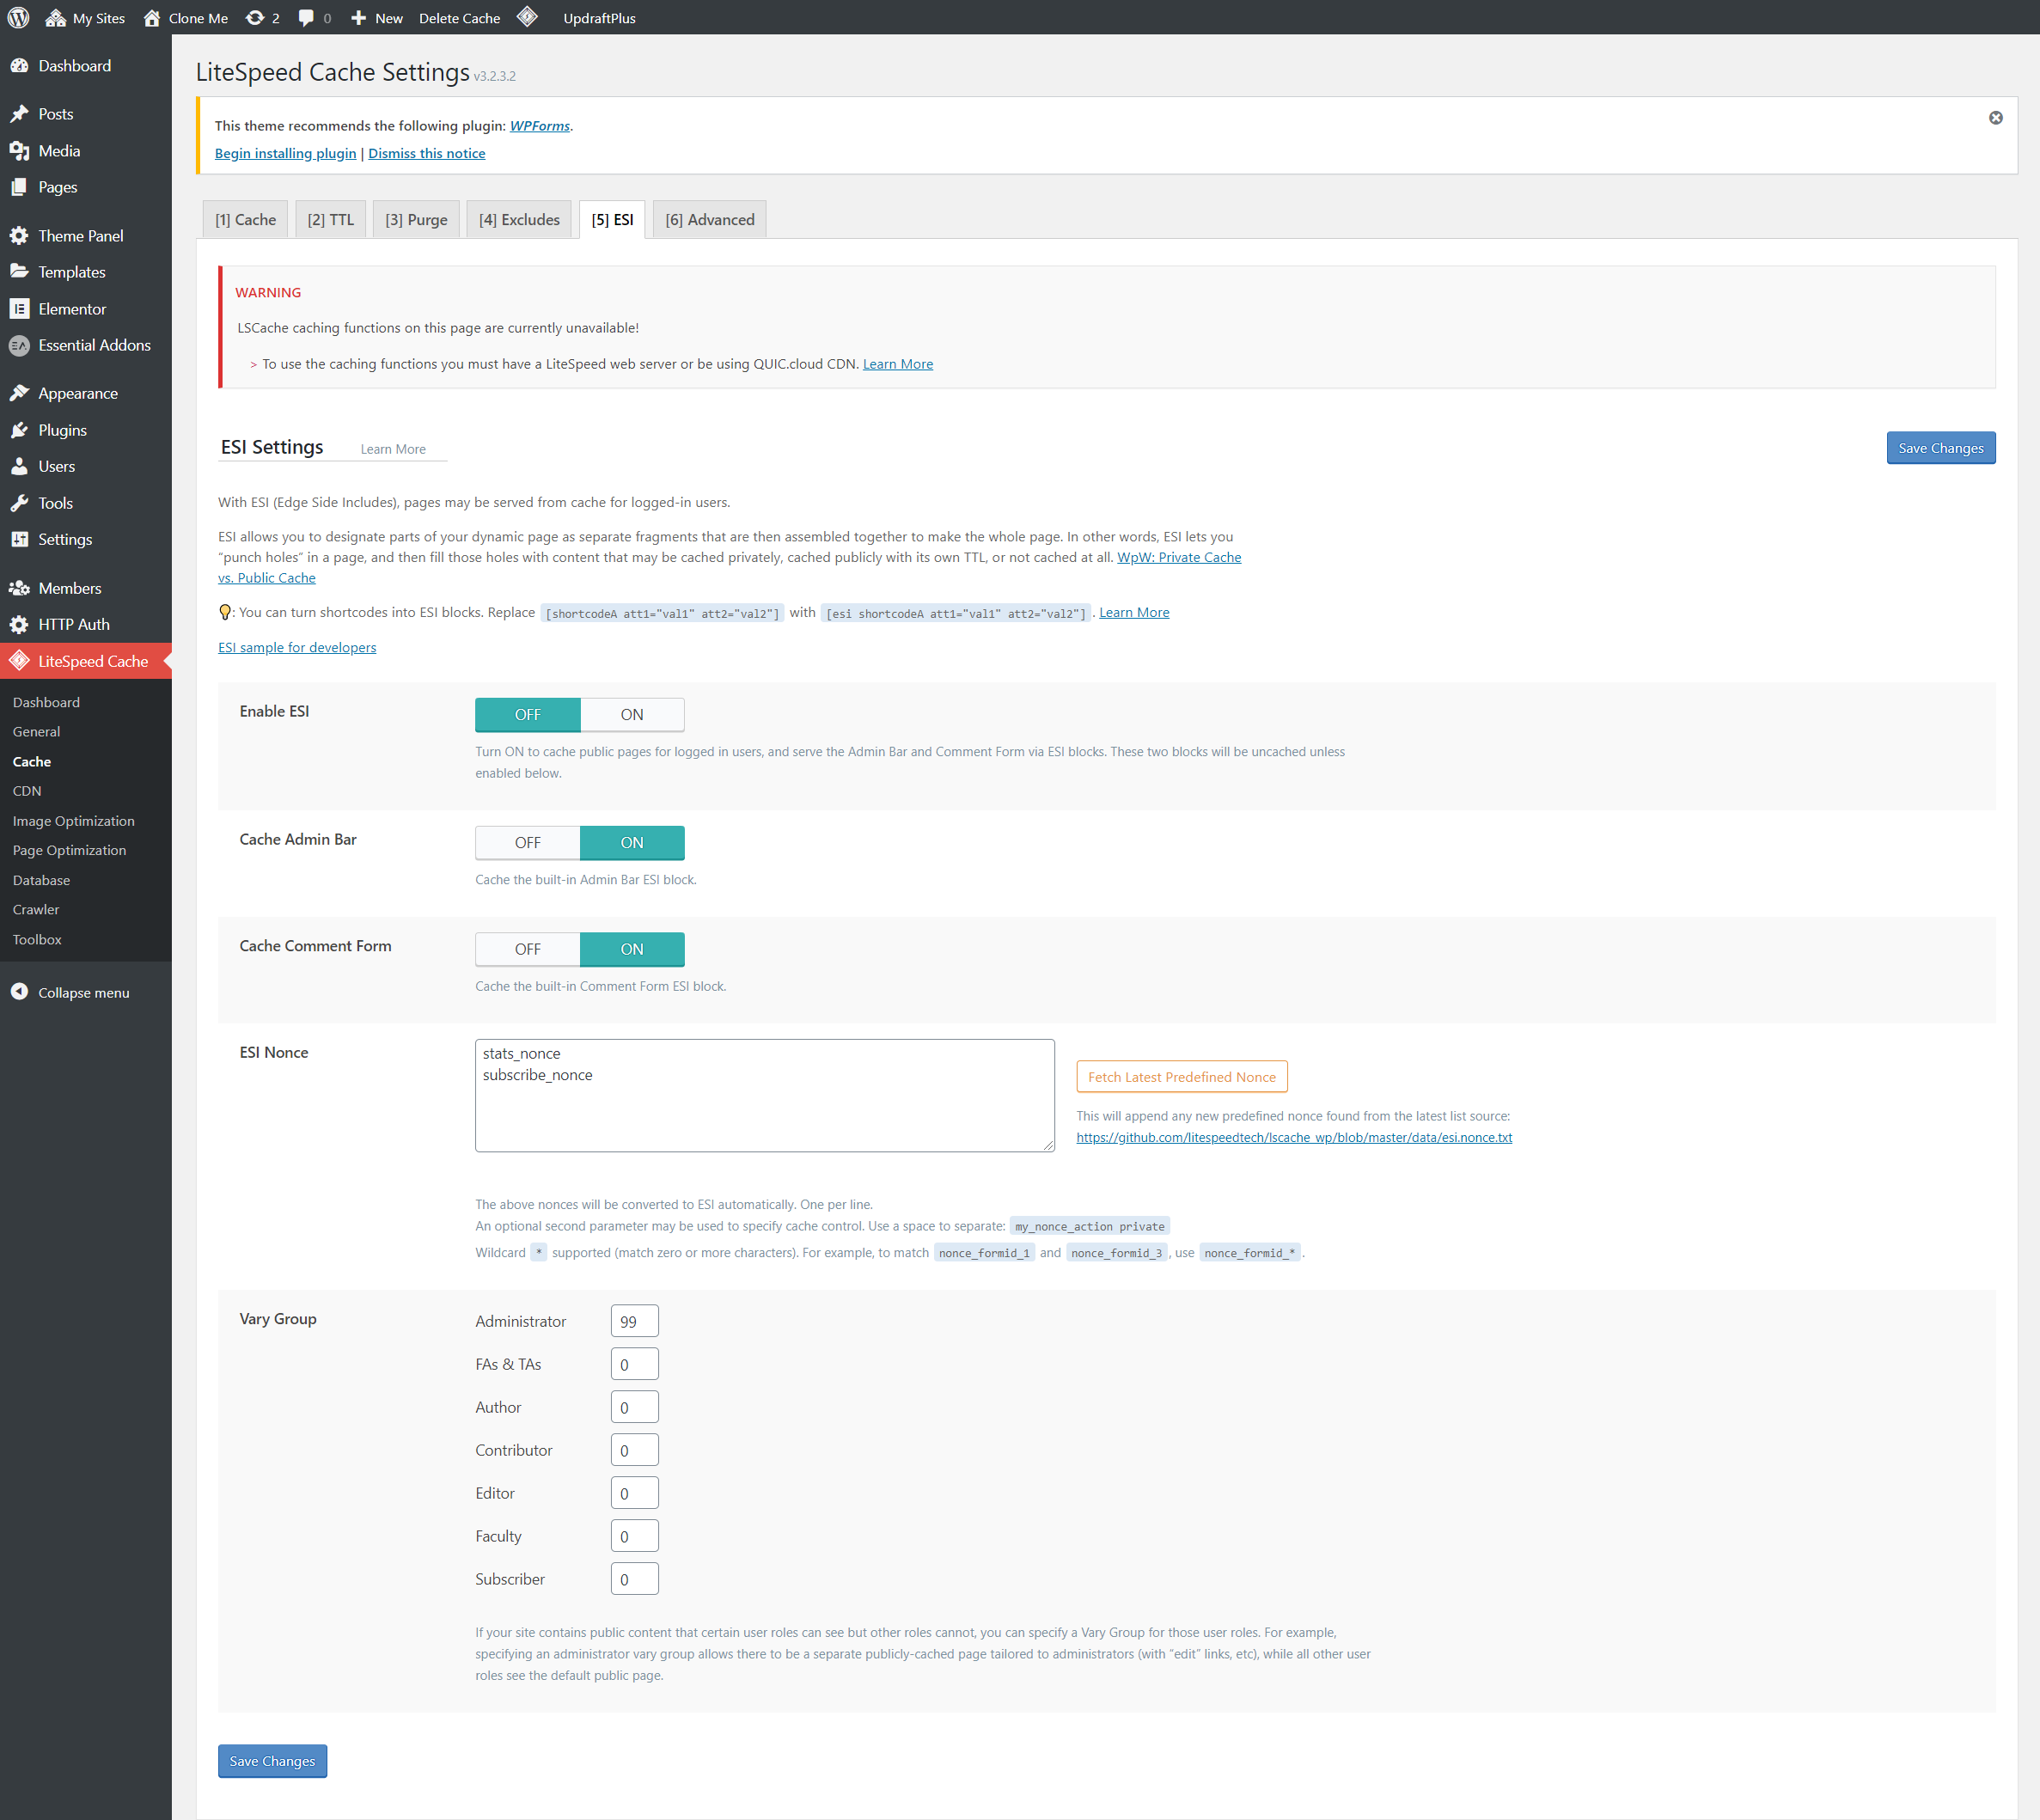 My Sites Clone Me 2 0 New Delete Cache UpdraftPlus
Dashboard
Posts
Media
Pages
Theme Panel
Templates
Elementor
Essential Addons
Appearance
Plugins
Users
Tools
Settings
Members
HTTP Auth
LiteSpeed Cache
Dashboard
General
Cache
CDN
Image Optimization
Page Optimization
Database
Crawler
Toolbox
Collapse menu
LiteSpeed Cache Settings v3.2.3.2
This theme recommends the following plugin: WPForms.
Begin installing plugin | Dismiss this notice
[1] Cache [2] TTL [3] Purge [4] Excludes [5] ESI [6] Advanced
WARNING
LSCache caching functions on this page are currently unavailable!
> To use the caching functions you must have a LiteSpeed web server or be using QUIC.cloud CDN. Learn More
ESI Settings Learn More Save Changes
With ESI (Edge Side Includes), pages may be served from cache for logged-in users.
ESI allows you to designate parts of your dynamic page as separate fragments that are then assembled together to make the whole page. In other words, ESI lets you
“punch holes” in a page, and then fill those holes with content that may be cached privately, cached publicly with its own TTL, or not cached at all. WpW: Private Cache
vs. Public Cache
: You can turn shortcodes into ESI blocks. Replace [shortcodeA att1="val1" att2="val2"] with [esi shortcodeA att1="val1" att2="val2"] . Learn More
ESI sample for developers
Enable ESI OFF ON
Turn ON to cache public pages for logged in users, and serve the Admin Bar and Comment Form via ESI blocks. These two blocks will be uncached unless
enabled below.
Cache Admin Bar OFF ON
Cache the built-in Admin Bar ESI block.
Cache Comment Form OFF ON
Cache the built-in Comment Form ESI block.
ESI Nonce
stats_nonce
subscribe_nonce
Fetch Latest Predefined Nonce
This will append any new predefined nonce found from the latest list source:
https://github.com/litespeedtech/lscache_wp/blob/master/data/esi.nonce.txt
The above nonces will be converted to ESI automatically. One per line.
An optional second parameter may be used to specify cache control. Use a space to separate: my_nonce_action private
Wildcard * supported (match zero or more characters). For example, to match nonce_formid_1 and nonce_formid_3 , use nonce_formid_* .
Vary Group
Administrator 99
FAs & TAs 0
Author 0
Contributor 0
Editor 0
Faculty 0
Subscriber 0
If your site contains public content that certain user roles can see but other roles cannot, you can specify a Vary Group for those user roles. For example,
specifying an administrator vary group allows there to be a separate publicly-cached page tailored to administrators (with “edit” links, etc), while all other user
roles see the default public page.
Save Changes